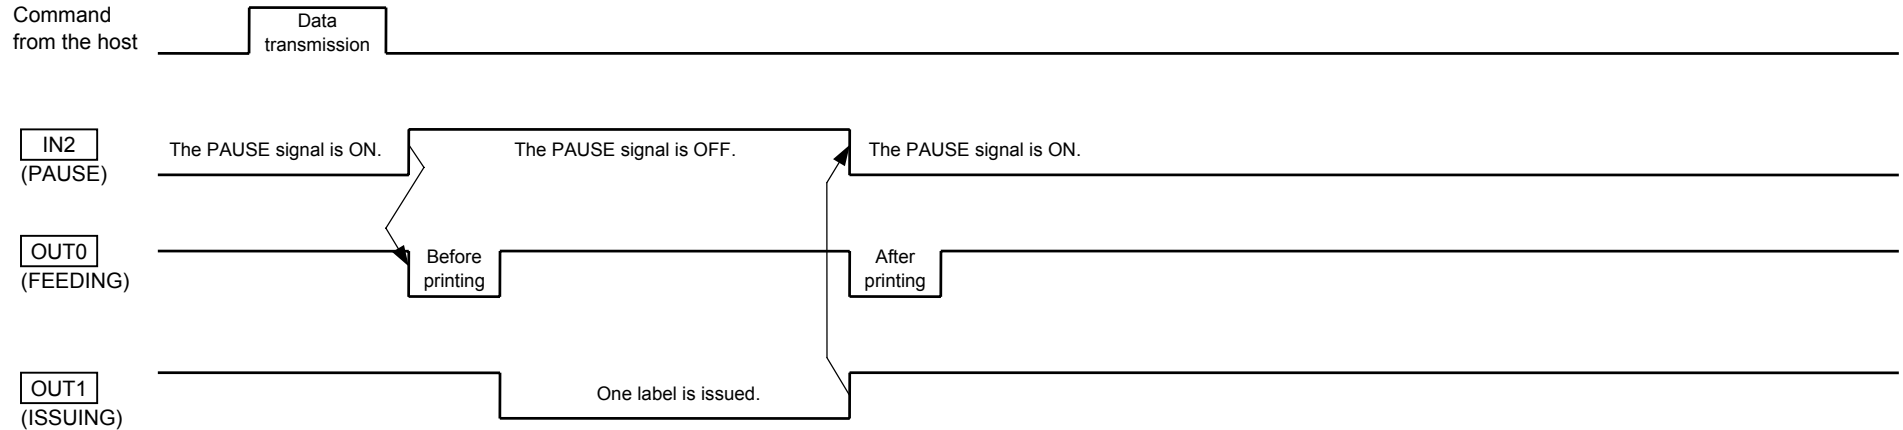 Command
from the host
Data
transmission
IN2
(PAUSE)
The PAUSE signal is ON.
The PAUSE signal is OFF.
The PAUSE signal is ON.
OUT0
(FEEDING)
Before
printing
After
printing
OUT1
(ISSUING)
One label is issued.